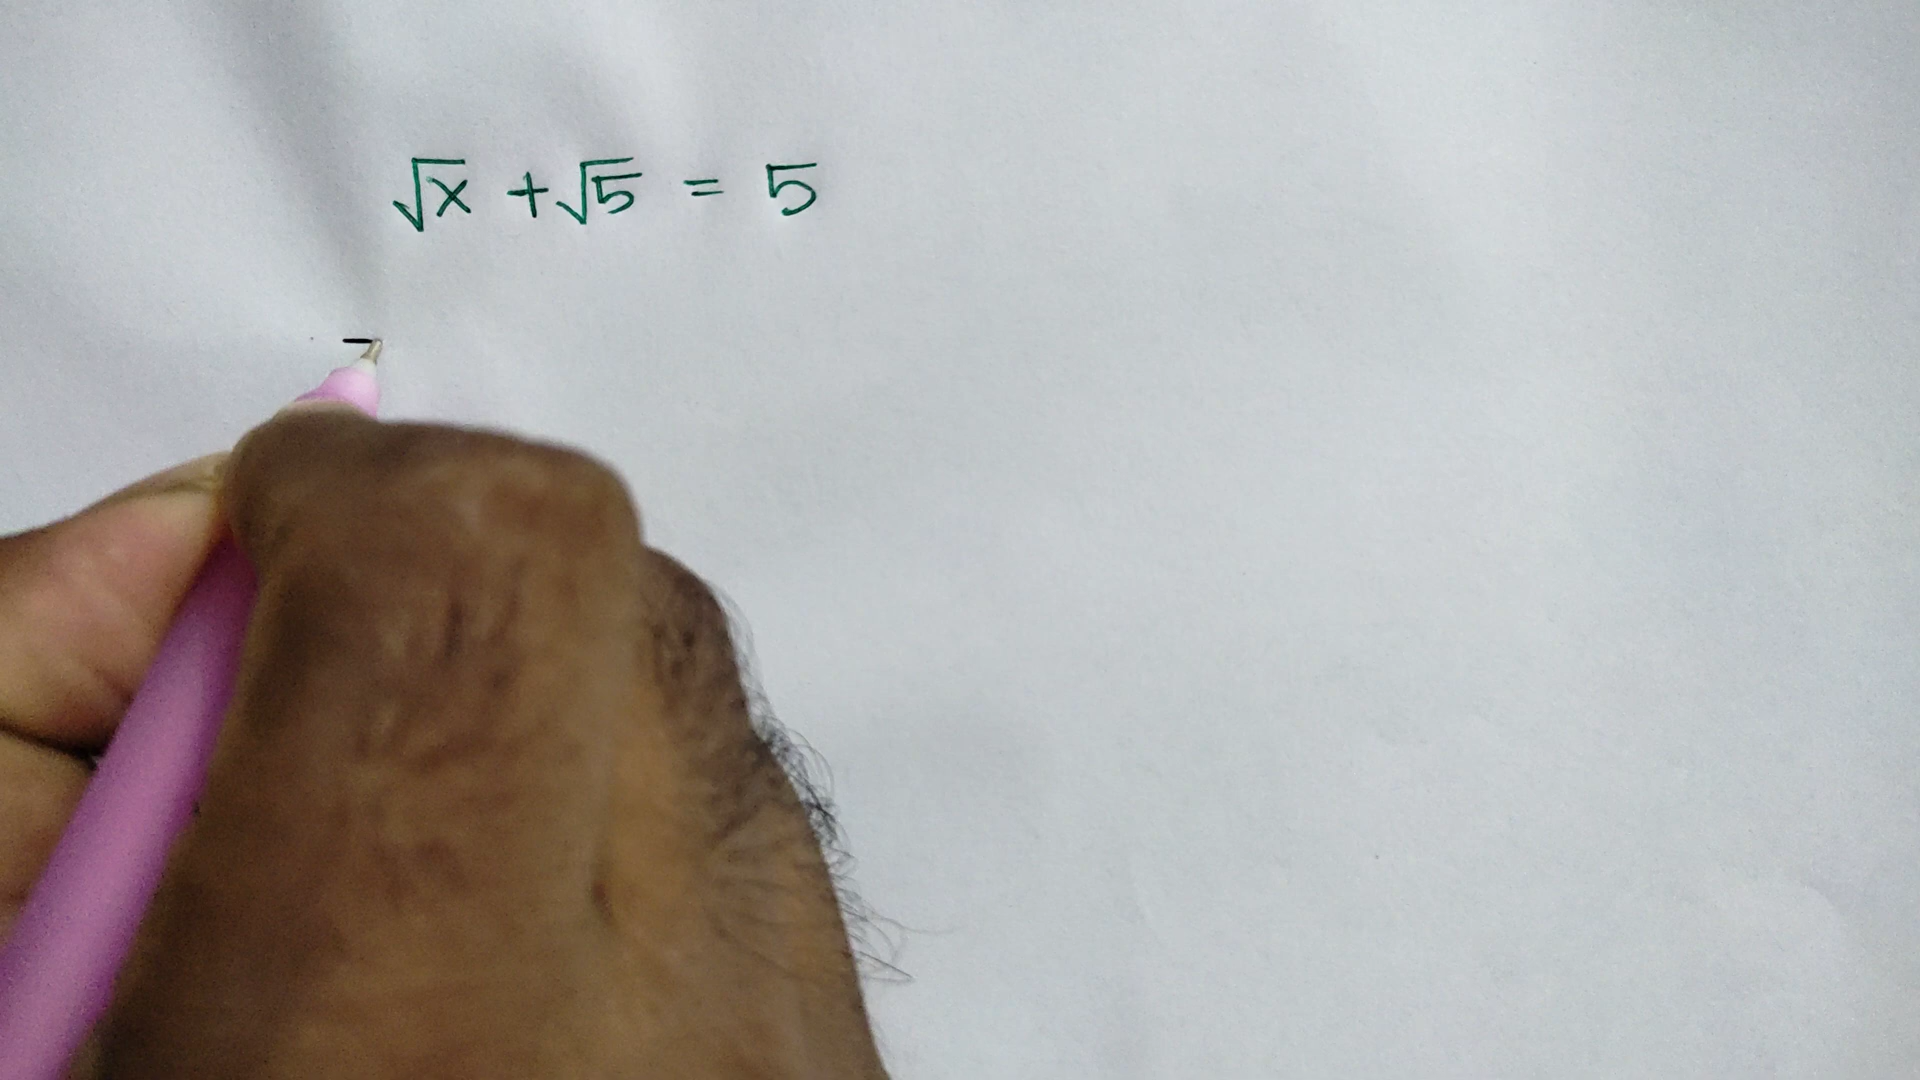 √x + √5 = 5